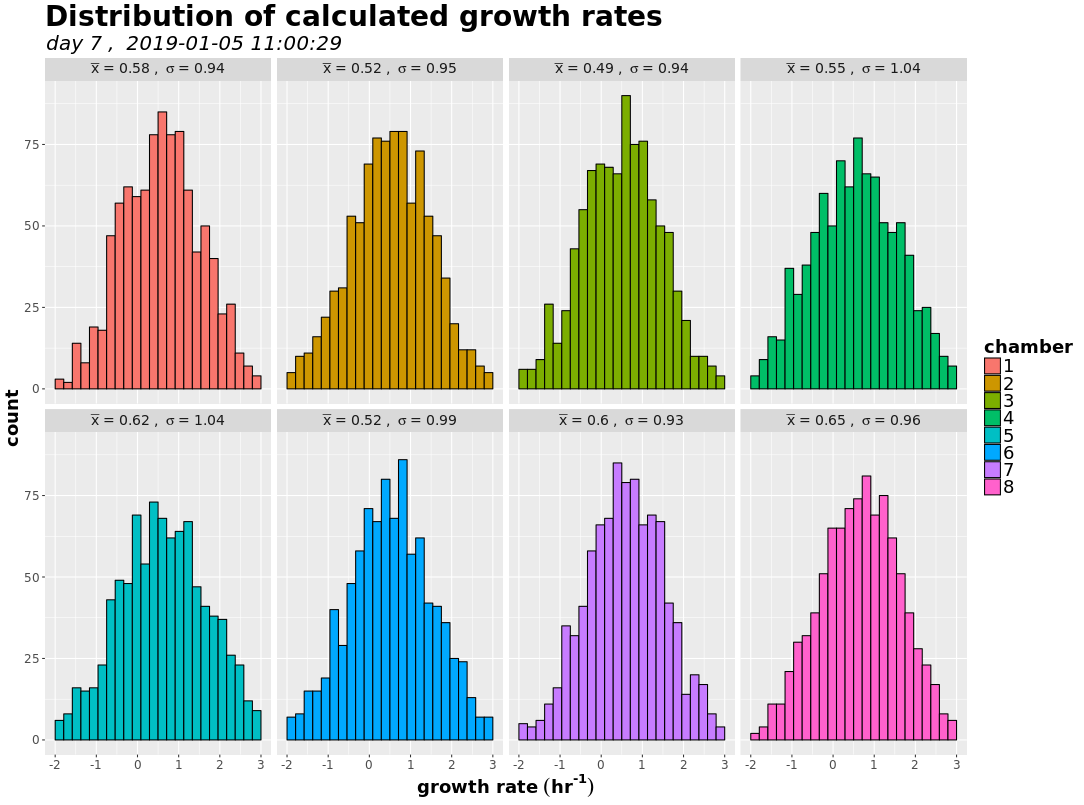 Distribution of calculated growth rates
day 7 ,  2019-01-05 11:00:29
x̅ = 0.58 ,  σ = 0.94
x̅ = 0.52 ,  σ = 0.95
x̅ = 0.49 ,  σ = 0.94
x̅ = 0.55 ,  σ = 1.04
75
50
25
0
x̅ = 0.62 ,  σ = 1.04
x̅ = 0.52 ,  σ = 0.99
x̅ = 0.6 ,  σ = 0.93
x̅ = 0.65 ,  σ = 0.96
75
50
25
0
-2 -1 0 1 2 3
-2 -1 0 1 2 3
-2 -1 0 1 2 3
-2 -1 0 1 2 3
growth rate (hr⁻¹)
count
chamber
1
2
3
4
5
6
7
8